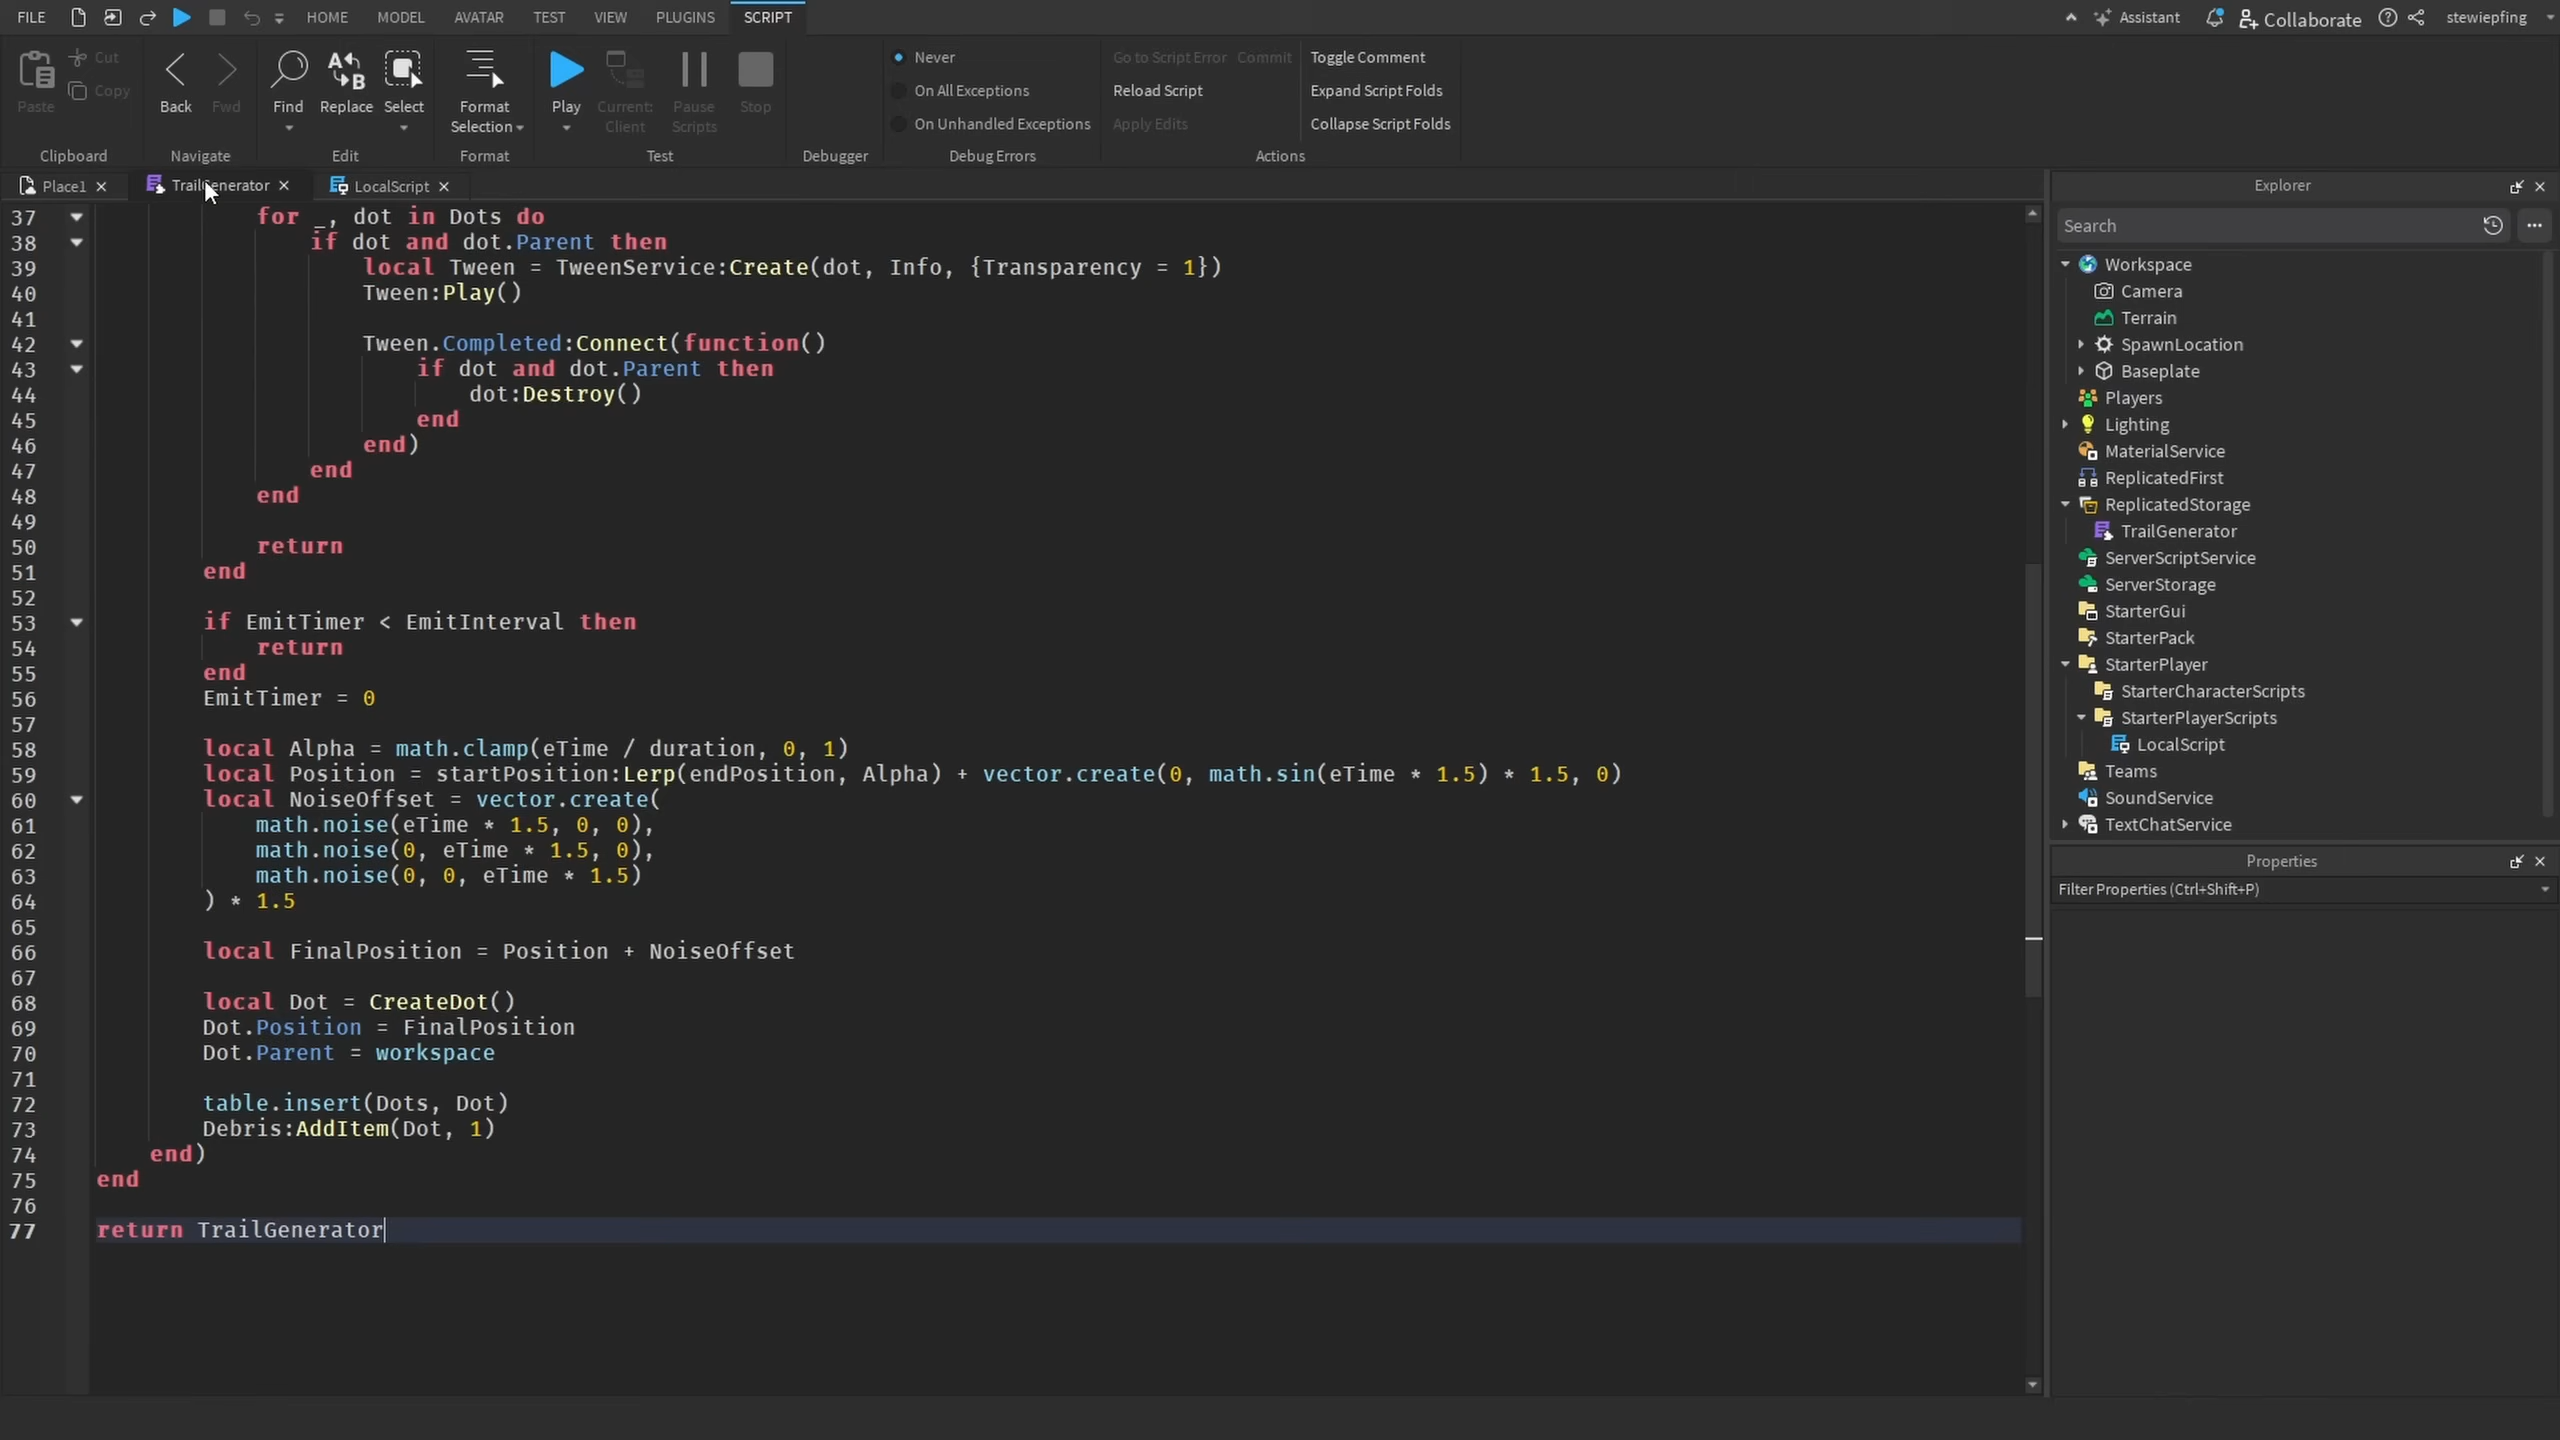 FILE HOME MODEL AVATAR TEST VIEW PLUGINS SCRIPT Assistant Collaborate stewiepfing
Paste Cut Copy Back Fwd Find Replace Select Format Selection Play Current: Client Pause Scripts Stop
Never
On All Exceptions
On Unhandled Exceptions
Go to Script Error Commit
Reload Script
Apply Edits
Toggle Comment
Expand Script Folds
Collapse Script Folds
Clipboard Navigate Edit Format Test Debugger Debug Errors Actions
Place1 TrailGenerator LocalScript
37 for _, dot in Dots do
38 if dot and dot.Parent then
39 local Tween = TweenService:Create(dot, Info, {Transparency = 1})
40 Tween:Play()
41
42 Tween.Completed:Connect(function()
43 if dot and dot.Parent then
44 dot:Destroy()
45 end
46 end)
47 end
48 end
49
50 return
51 end
52
53 if EmitTimer < EmitInterval then
54 return
55 end
56 EmitTimer = 0
57
58 local Alpha = math.clamp(eTime / duration, 0, 1)
59 local Position = startPosition:Lerp(endPosition, Alpha) + vector.create(0, math.sin(eTime * 1.5) * 1.5, 0)
60 local NoiseOffset = vector.create(
61 math.noise(eTime * 1.5, 0, 0),
62 math.noise(0, eTime * 1.5, 0),
63 math.noise(0, 0, eTime * 1.5)
64 ) * 1.5
65
66 local FinalPosition = Position + NoiseOffset
67
68 local Dot = CreateDot()
69 Dot.Position = FinalPosition
70 Dot.Parent = workspace
71
72 table.insert(Dots, Dot)
73 Debris:AddItem(Dot, 1)
74 end)
75 end
76
77 return TrailGenerator
Explorer
Search
Workspace
Camera
Terrain
SpawnLocation
Baseplate
Players
Lighting
MaterialService
ReplicatedFirst
ReplicatedStorage
TrailGenerator
ServerScriptService
ServerStorage
StarterGui
StarterPack
StarterPlayer
StarterCharacterScripts
StarterPlayerScripts
LocalScript
Teams
SoundService
TextChatService
Properties
Filter Properties (Ctrl+Shift+P)